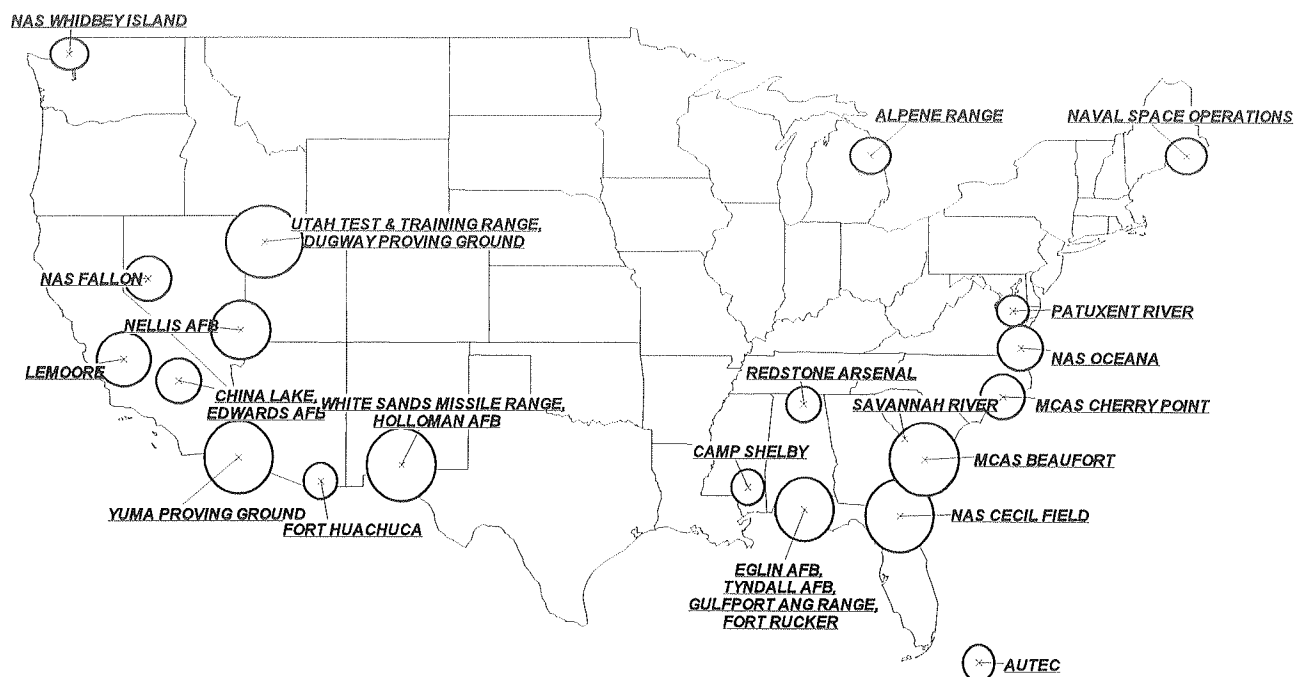 NAS WHIDBEY ISLAND
ALPENE RANGE
NAVAL SPACE OPERATIONS
UTAH TEST & TRAINING RANGE,
DUGWAY PROVING GROUND
NAS FALLON
NELLIS AFB
PATUXENT RIVER
NAS OCEANA
LEMOORE
REDSTONE ARSENAL
CHINA LAKE,
EDWARDS AFB
WHITE SANDS MISSILE RANGE,
HOLLOMAN AFB
SAVANNAH RIVER
MCAS CHERRY POINT
CAMP SHELBY
MCAS BEAUFORT
YUMA PROVING GROUND
FORT HUACHUCA
NAS CECIL FIELD
EGLIN AFB,
TYNDALL AFB,
GULFPORT ANG RANGE,
FORT RUCKER
AUTEC